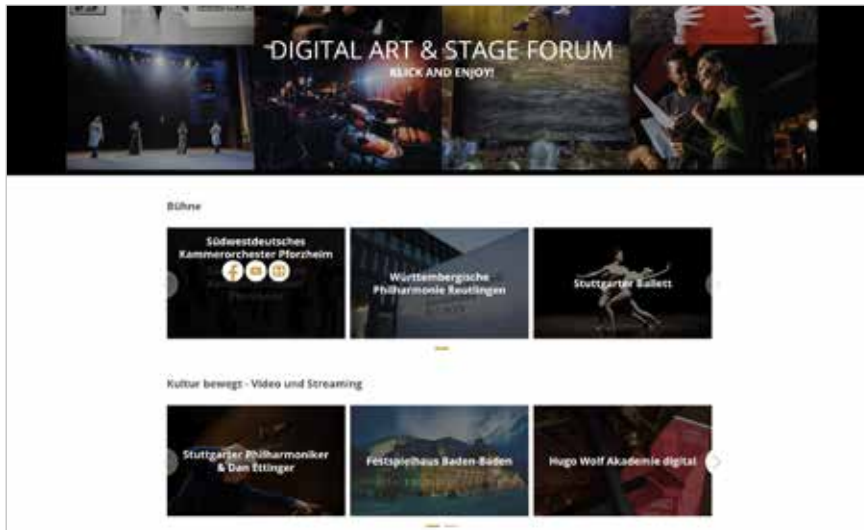 DIGITAL ART & STAGE FORUM
KLICK AND ENJOY!
Bühne
Südwestdeutsches
Kammerorchester Pforzheim
Württembergische
Philharmonie Reutlingen
Stuttgarter Ballett
Kultur bewegt - Video und Streaming
Stuttgarter Philharmoniker
& Dan Ettinger
Festspielhaus Baden-Baden
Hugo Wolf Akademie digital